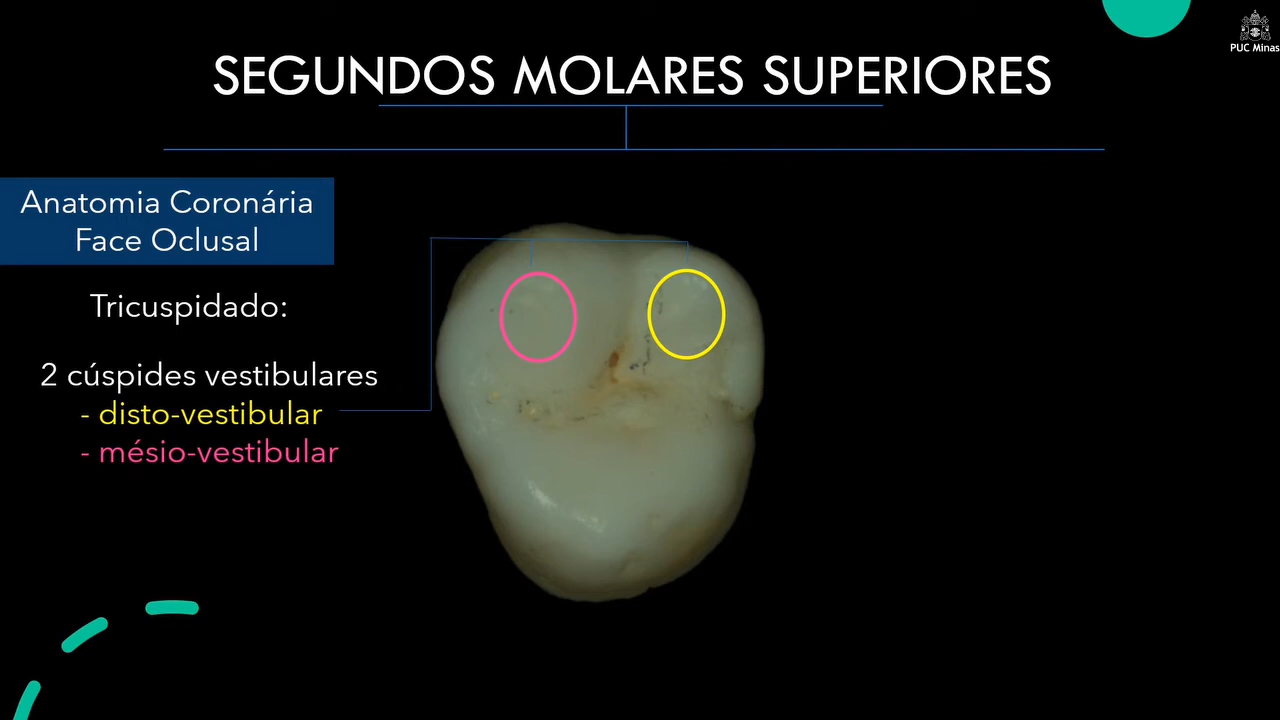 PUC Minas
SEGUNDOS MOLARES SUPERIORES
Anatomia Coronária
Face Oclusal
Tricuspidado:
2 cúspides vestibulares
- disto-vestibular
- mésio-vestibular